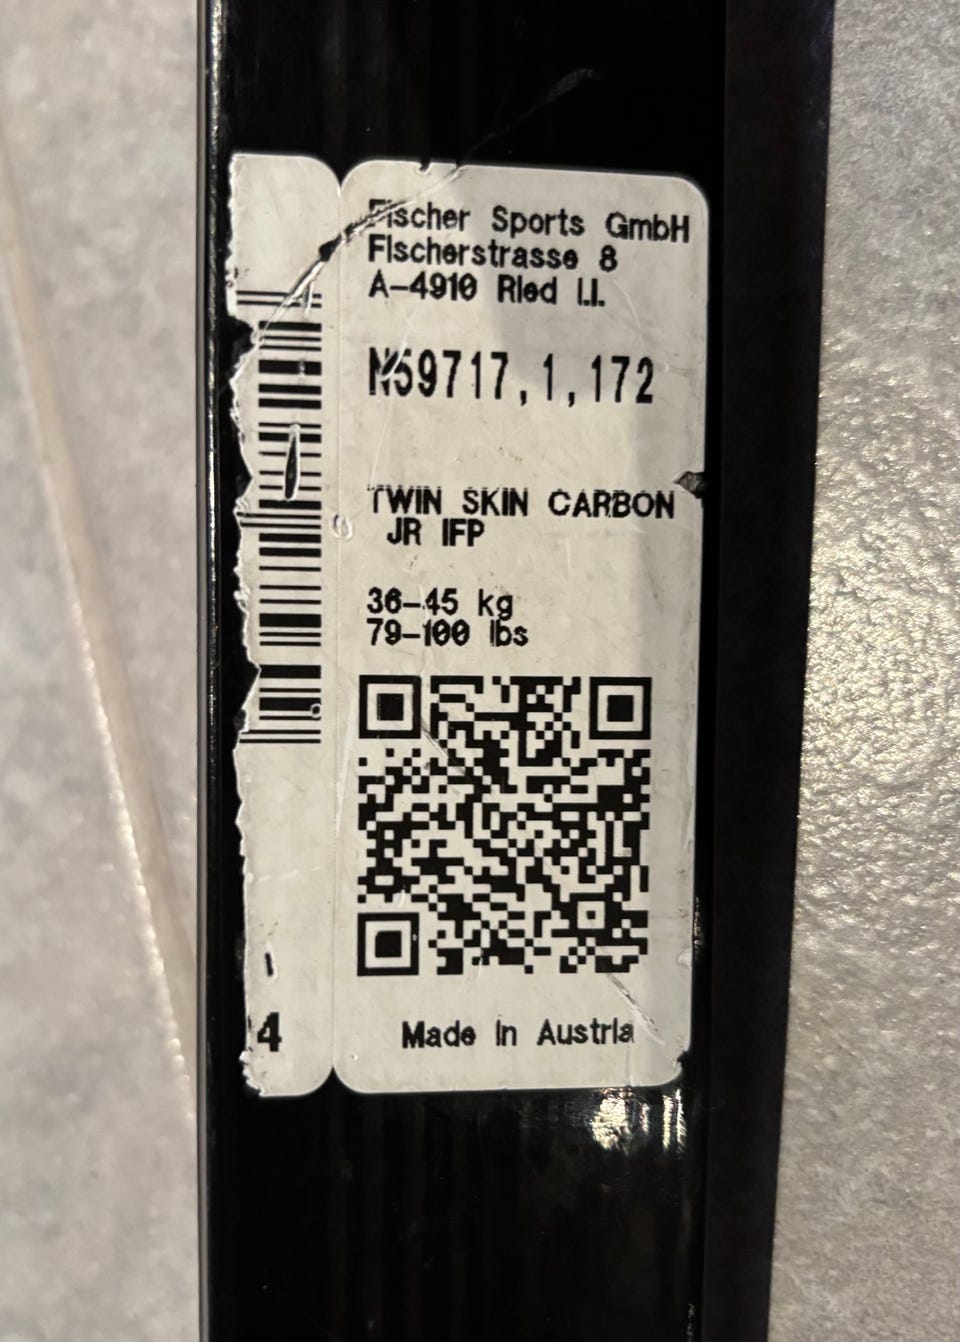 Fischer Sports GmbH
Fischerstrasse 8
A-4910 Ried i.I.
N59717,1,172
TWIN SKIN CARBON
JR IFP
36-45 kg
79-100 lbs
4
Made in Austria